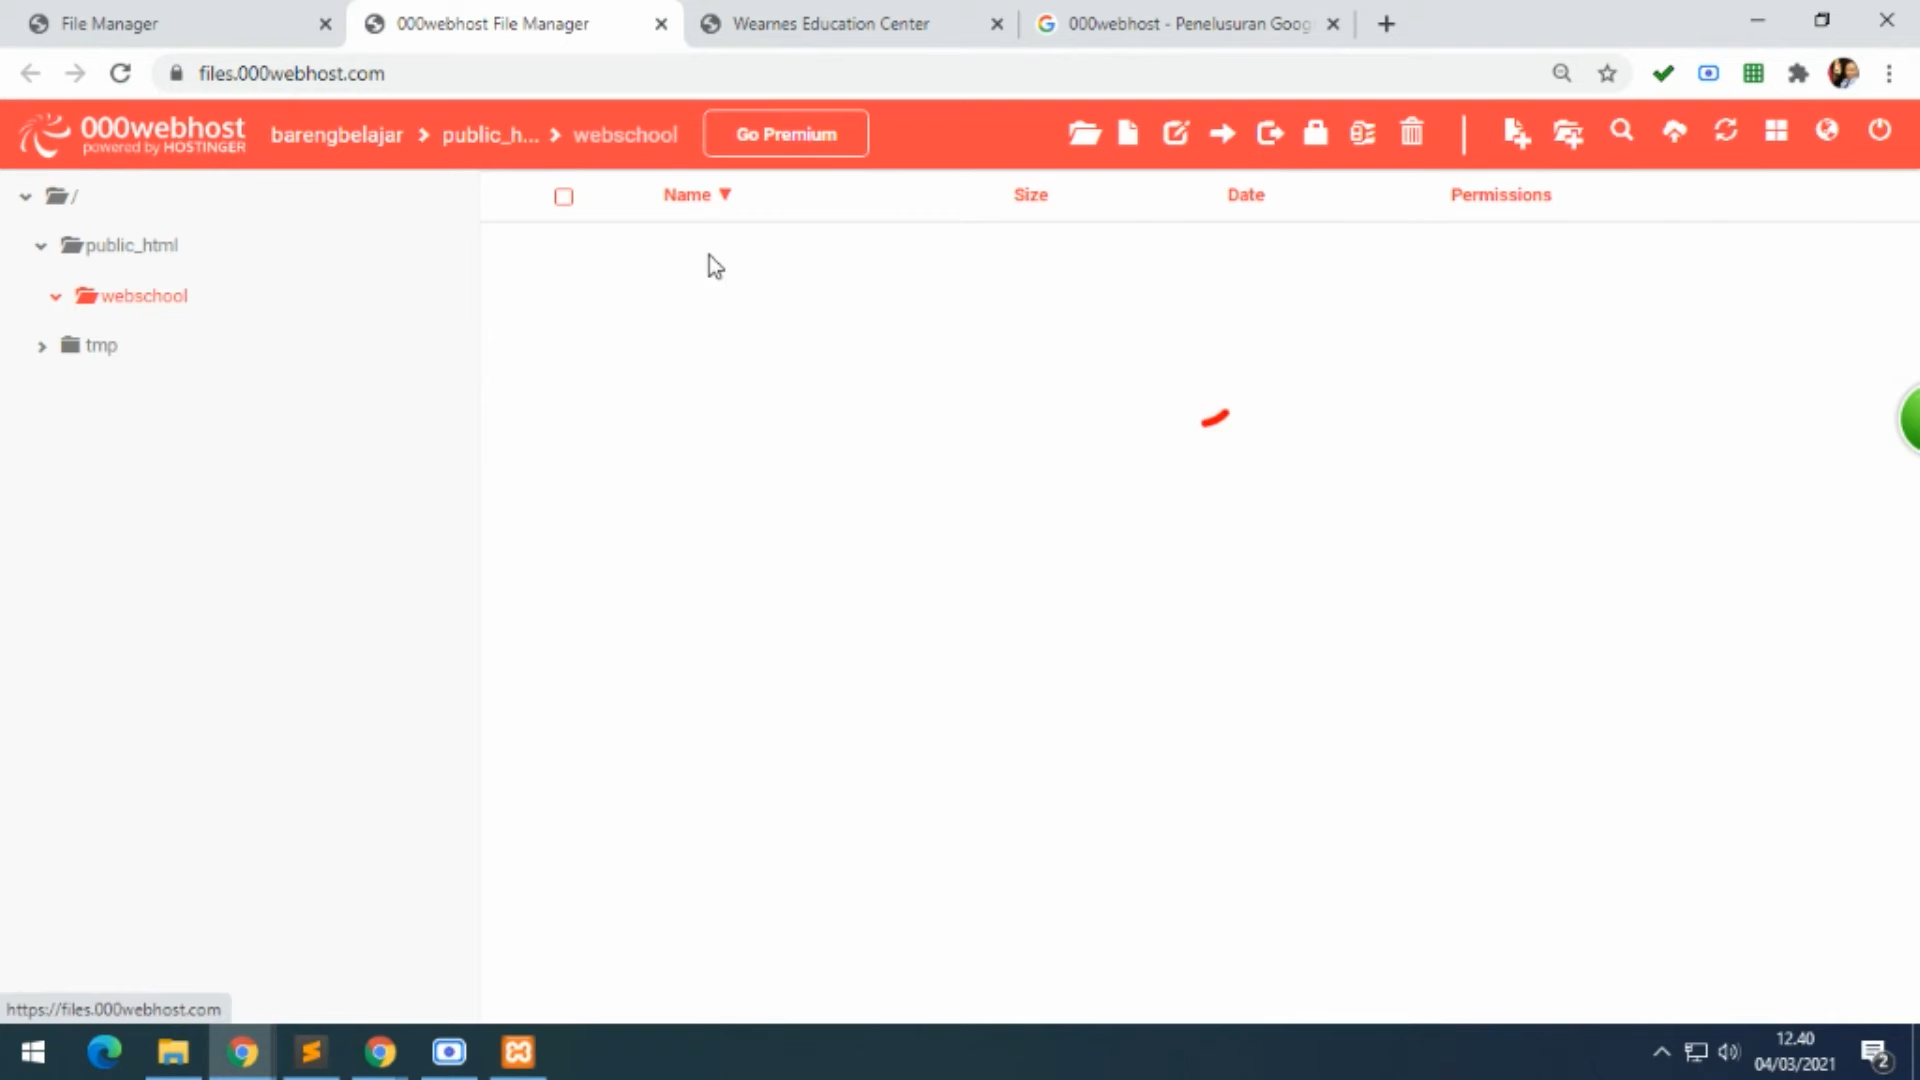 File Manager
000webhost File Manager
Wearnes Education Center
000webhost - Penelusuran Goog
files.000webhost.com
000webhost
powered by HOSTINGER
barengbelajar > public_h... > webschool
Go Premium
/
Name ▼ Size Date Permissions
public_html
webschool
tmp
https://files.000webhost.com
12.40
04/03/2021
2